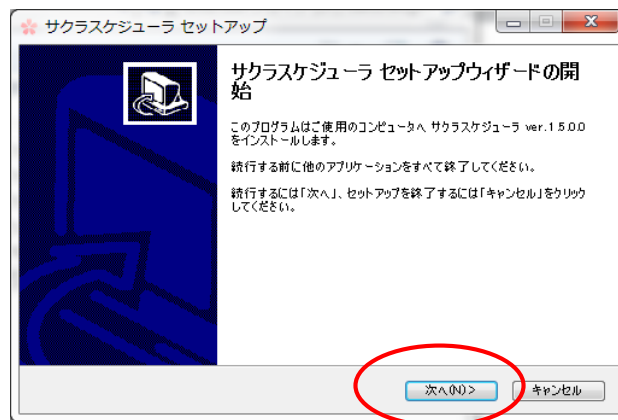 サクラスケジューラ セットアップ
サクラスケジューラ セットアップウィザードの開
始
このプログラムはご使用のコンピュータへ サクラスケジューラ ver.1.5.0.0
をインストールします。
続行する前に他のアプリケーションをすべて終了してください。
続行するには「次へ」、セットアップを終了するには「キャンセル」をクリック
してください。
次へ(N) >
キャンセル